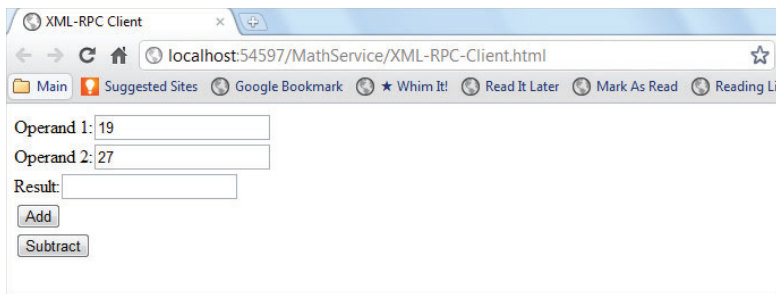 XML-RPC Client
localhost:54597/MathService/XML-RPC-Client.html
Main Suggested Sites Google Bookmark ★ Whim It! Read It Later Mark As Read Reading Li
Operand 1: 19
Operand 2: 27
Result:
Add
Subtract